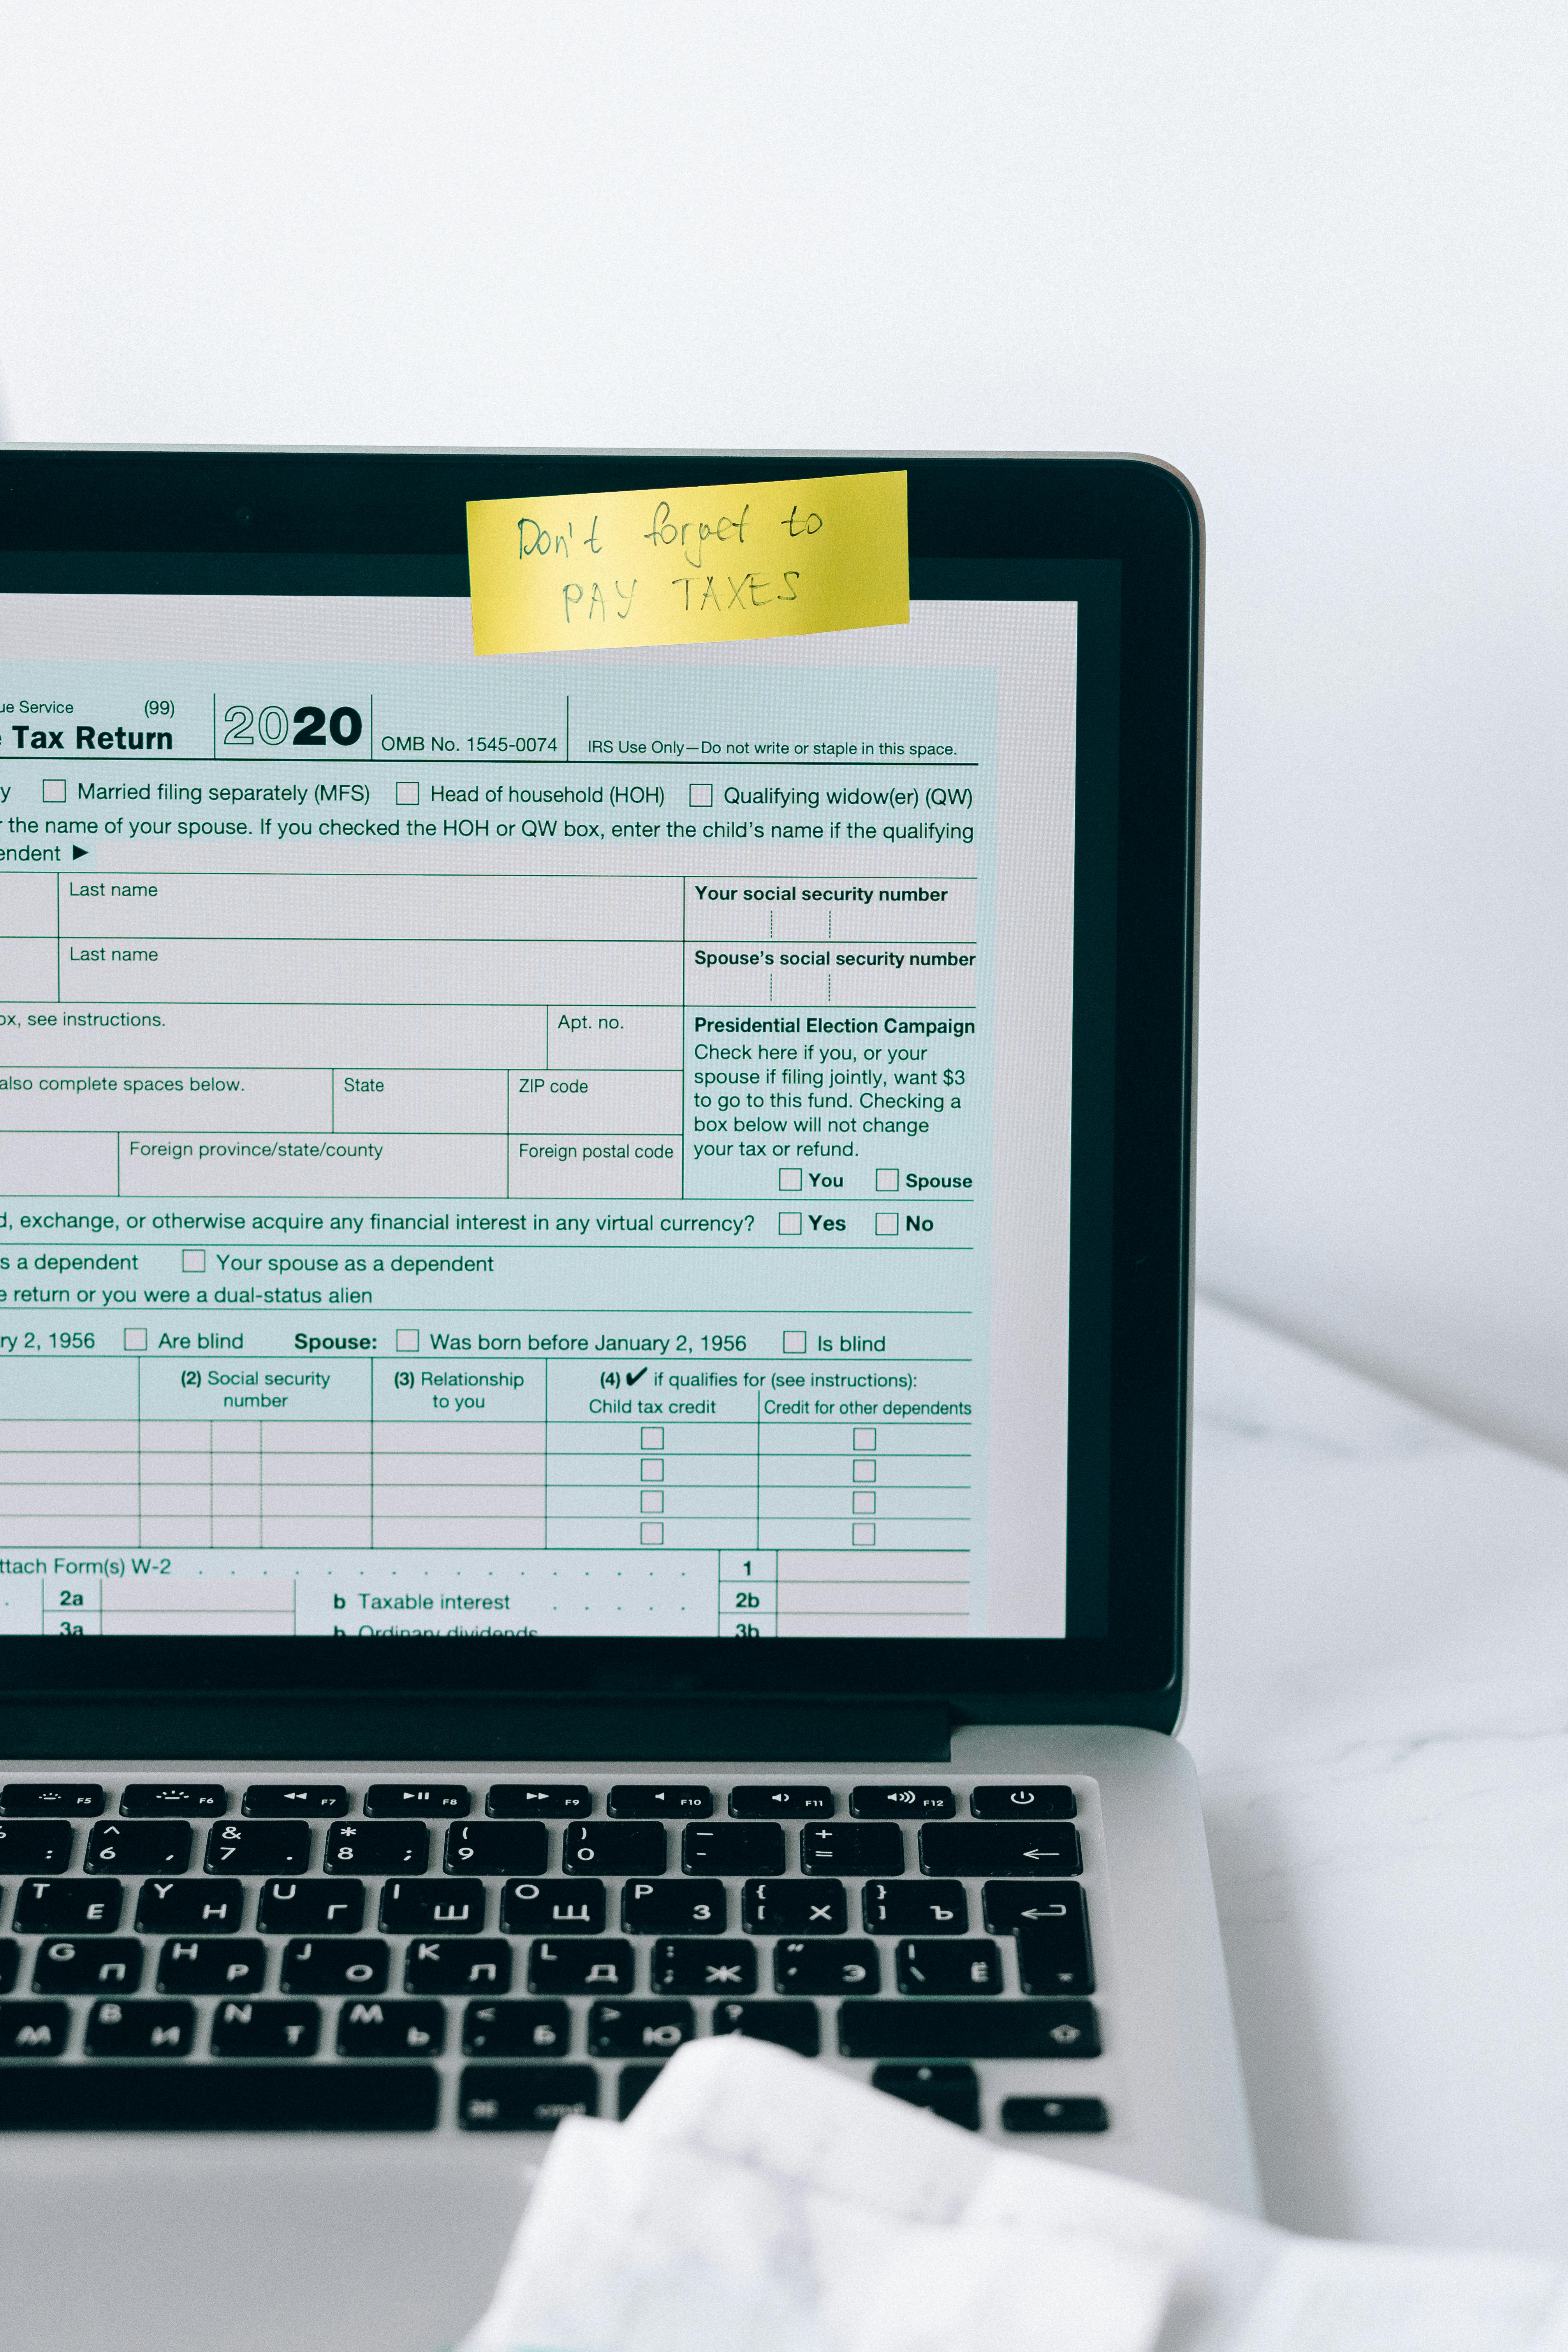 Don't forget to
PAY TAXES
ue Service (99)
Tax Return
2020
OMB No. 1545-0074
IRS Use Only—Do not write or staple in this space.
Married filing separately (MFS) Head of household (HOH) Qualifying widow(er) (QW)
the name of your spouse. If you checked the HOH or QW box, enter the child's name if the qualifying
endent ▶
Last name
Your social security number
Last name
Spouse's social security number
ox, see instructions.
Apt. no.
Presidential Election Campaign
Check here if you, or your
spouse if filing jointly, want $3
to go to this fund. Checking a
box below will not change
your tax or refund.
You Spouse
also complete spaces below.
State
ZIP code
Foreign province/state/county
Foreign postal code
d, exchange, or otherwise acquire any financial interest in any virtual currency? Yes No
s a dependent Your spouse as a dependent
e return or you were a dual-status alien
ry 2, 1956 Are blind Spouse: Was born before January 2, 1956 Is blind
(2) Social security
number
(3) Relationship
to you
(4) ✔ if qualifies for (see instructions):
Child tax credit Credit for other dependents
ttach Form(s) W-2 . . . . . . . . . . . . . . . . 1
2a b Taxable interest . . . . . 2b
3a b Ordinary dividends 3b
F5 F6 F7 F8 F9 F10 F11 F12
: ^ 6 , & 7 . * 8 ; ( 9 ) 0 — - + =
T Е Y Н U Г I Ш O Щ P З { [ Х } ] Ъ
G П H Р J О K Л L Д : ; Ж " ' Э | \ Ё
М B И N Т M Ь < , Б > . Ю ?
cmd